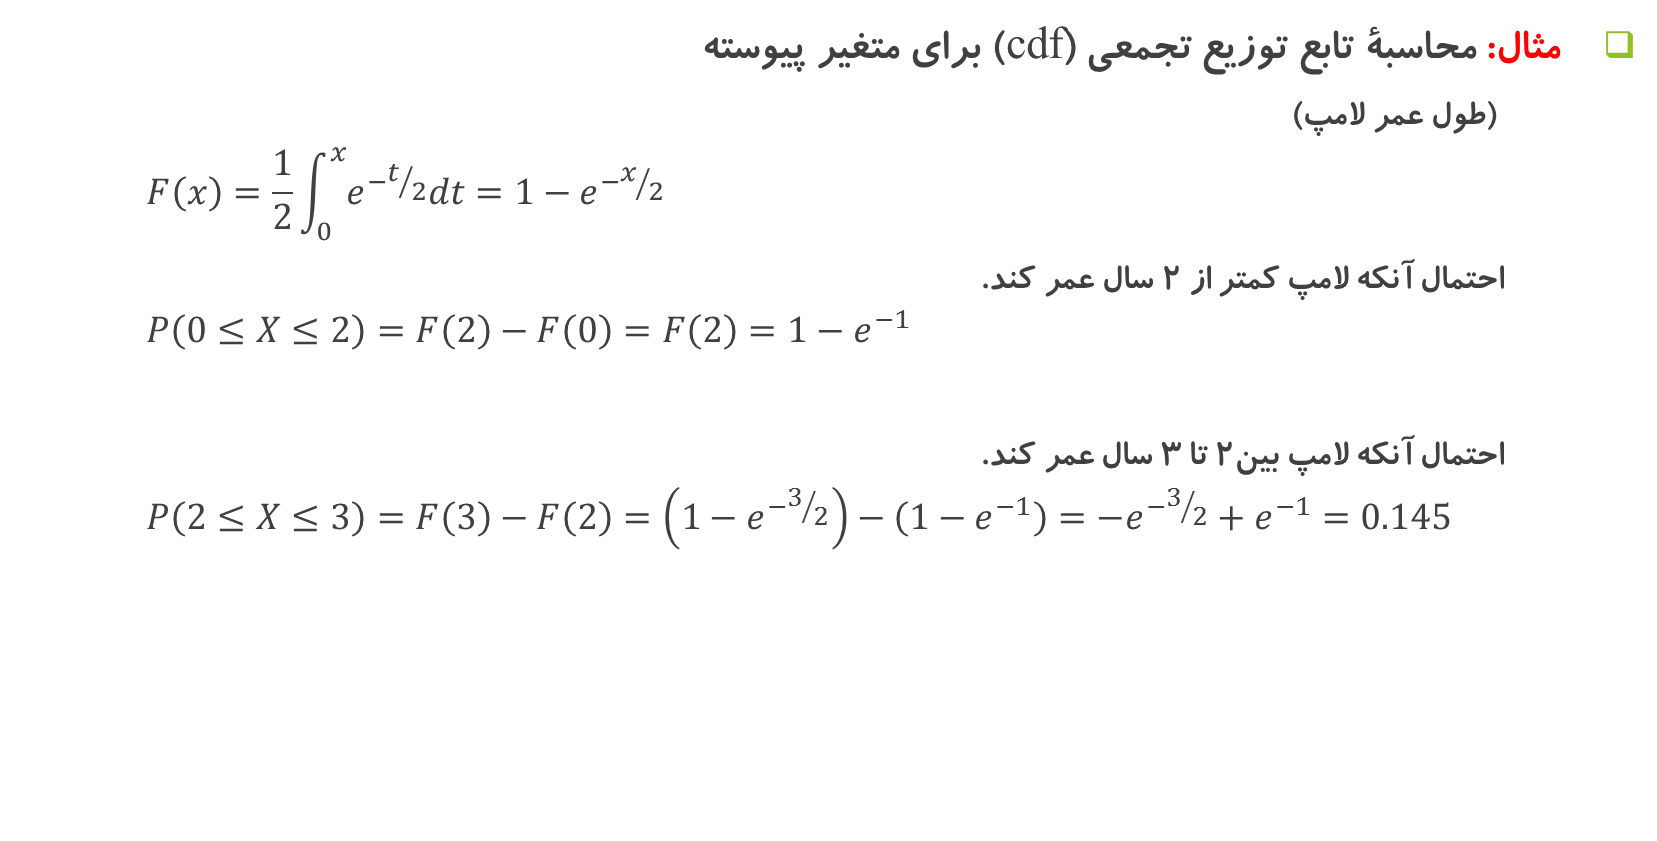 مثال: محاسبهٔ تابع توزیع تجمعی (cdf) برای متغیر پیوسته
(طول عمر لامپ)
F(x) = \frac{1}{2} \int_0^x e^{-t/2} dt = 1 − e^{-x/2}
احتمال آنکه لامپ کمتر از ۲ سال عمر کند.
P(0 ≤ X ≤ 2) = F(2) − F(0) = F(2) = 1 − e^{-1}
احتمال آنکه لامپ بین ۲ تا ۳ سال عمر کند.
P(2 ≤ X ≤ 3) = F(3) − F(2) = (1 − e^{-3/2}) − (1 − e^{-1}) = −e^{-3/2} + e^{-1} = 0.145